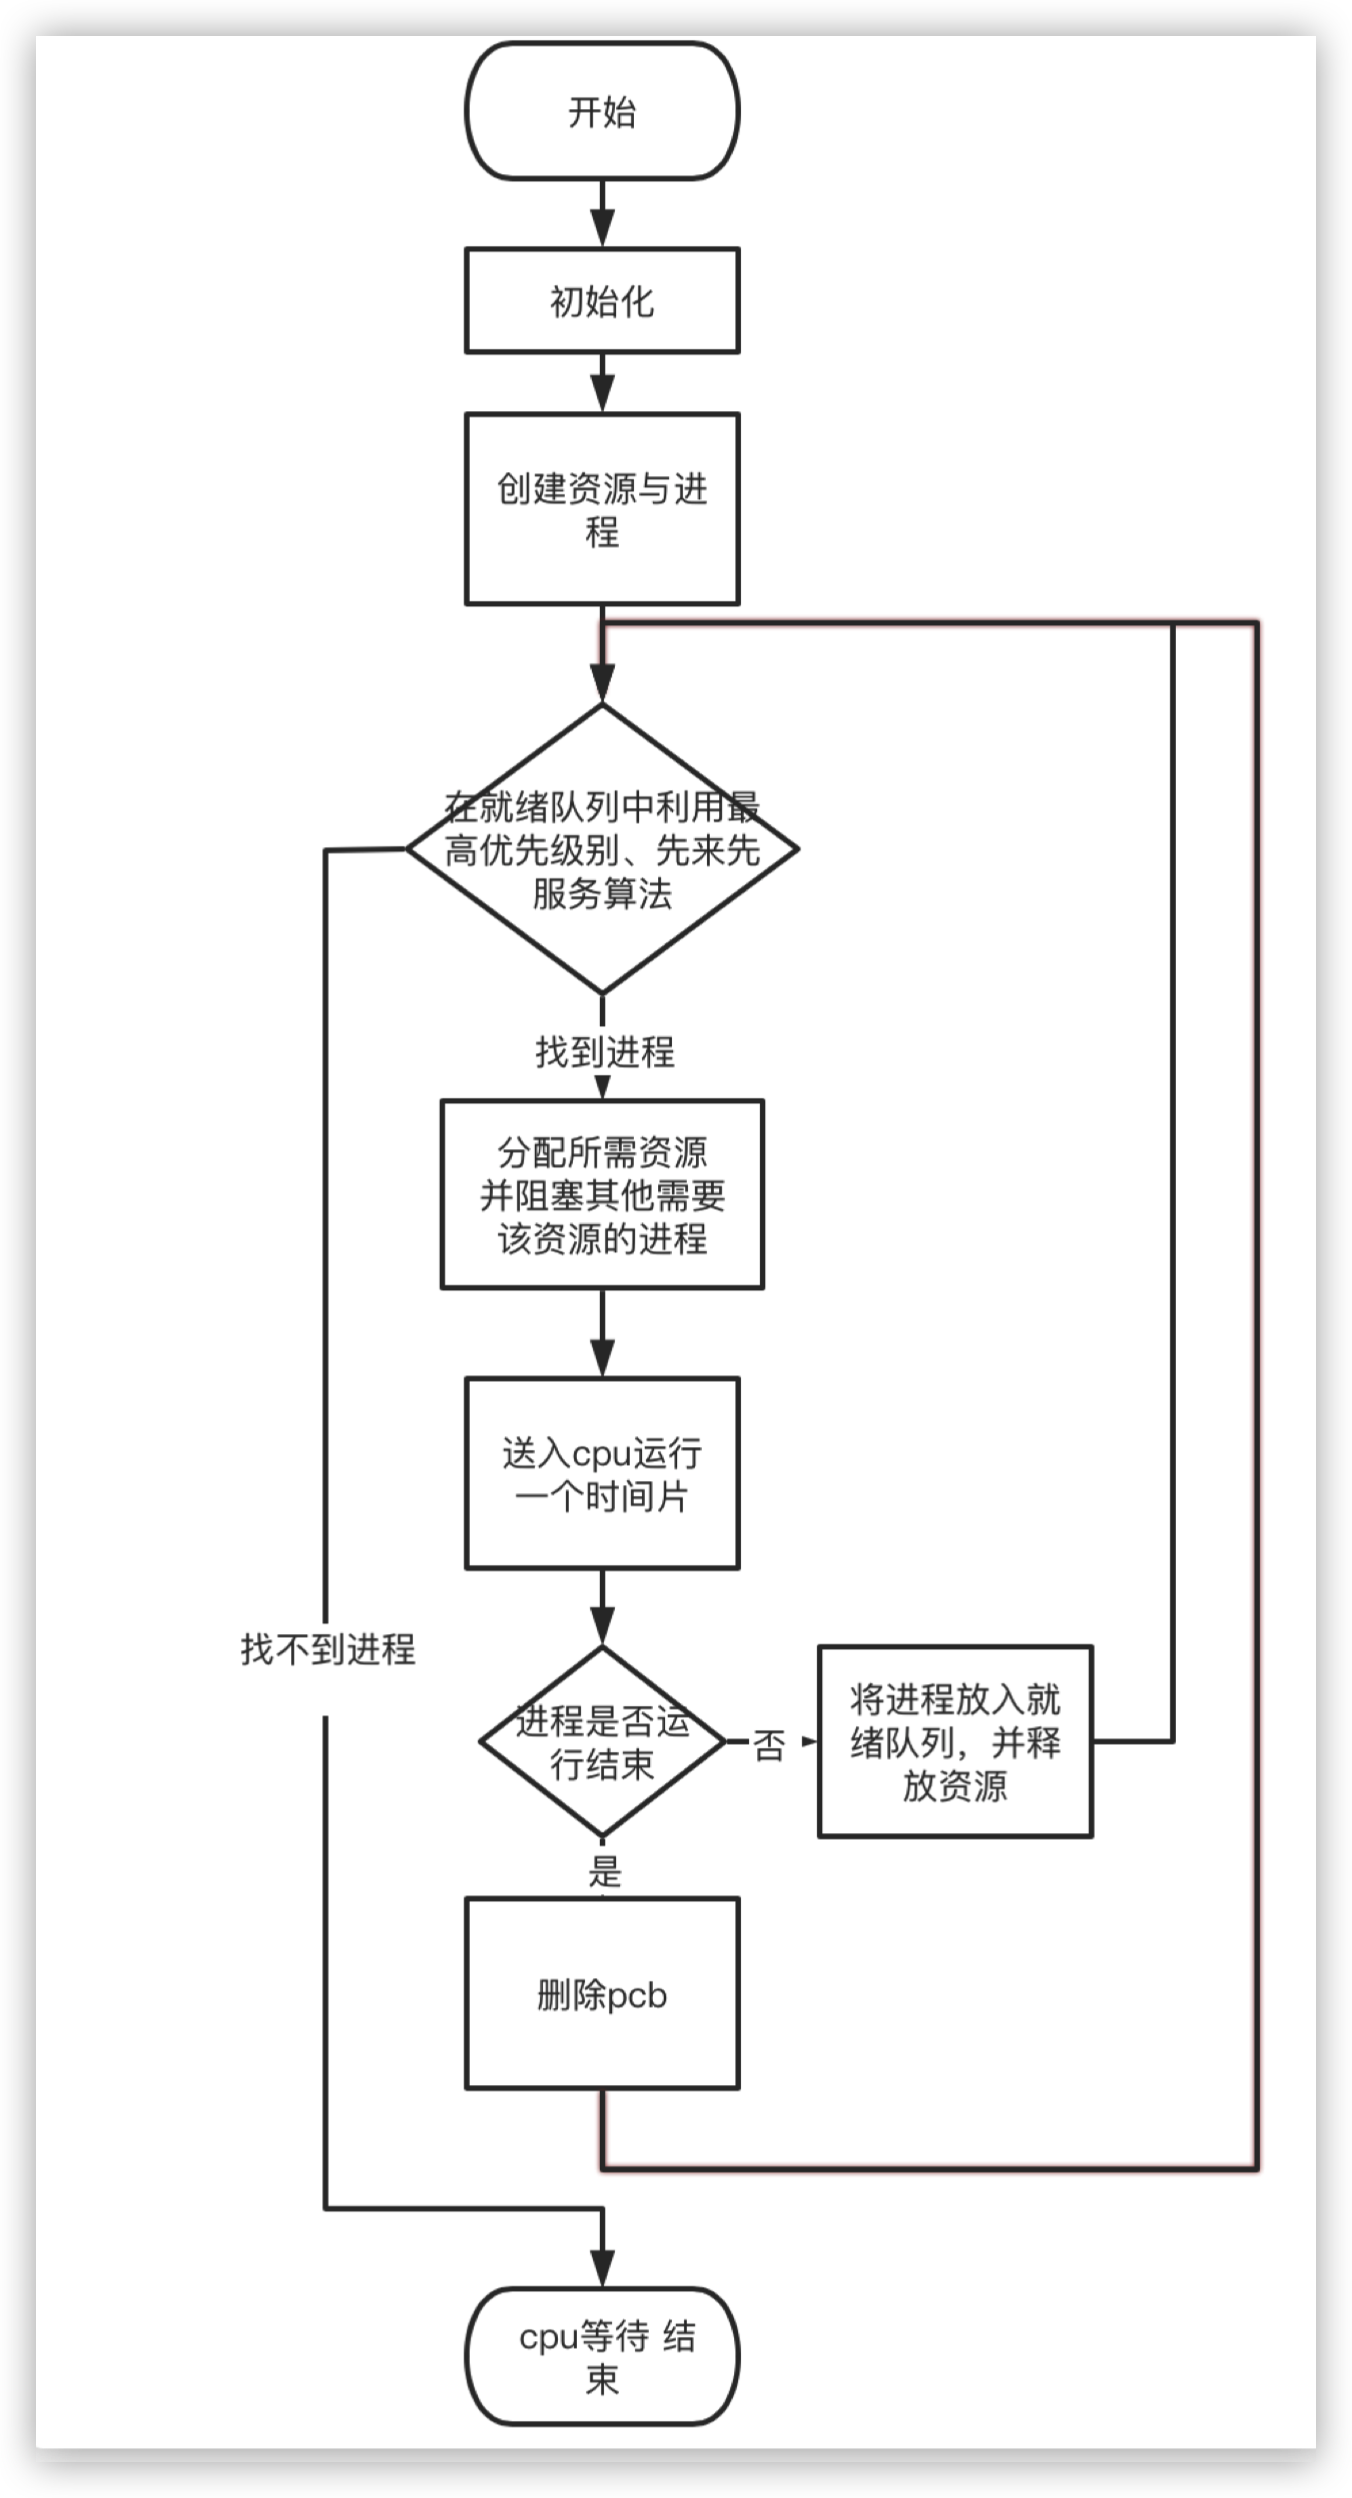 开始
初始化
创建资源与进
程
在就绪队列中利用最
高优先级别、先来先
服务算法
找到进程
分配所需资源
并阻塞其他需要
该资源的进程
送入cpu运行
一个时间片
找不到进程
进程是否运
行结束
否
将进程放入就
绪队列，并释
放资源
是
删除pcb
cpu等待 结
束